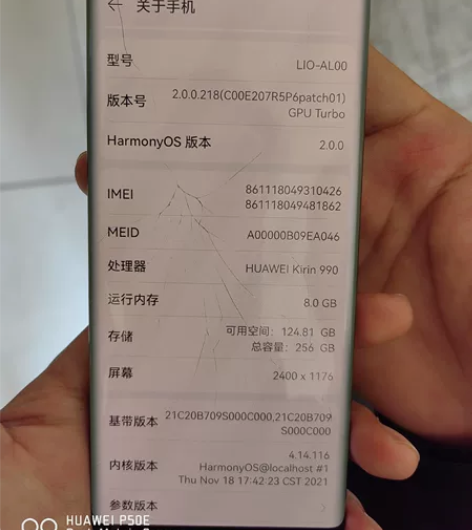 ← 关于手机
型号 LIO-AL00
版本号 2.0.0.218(C00E207R5P6patch01)
GPU Turbo
HarmonyOS 版本 2.0.0
IMEI 861118049310426
861118049481862
MEID A00000B09EA046
处理器 HUAWEI Kirin 990
运行内存 8.0 GB
存储 可用空间: 124.81 GB
总容量: 256 GB
屏幕 2400 x 1176
基带版本 21C20B709S000C000,21C20B709
S000C000
内核版本 4.14.116
HarmonyOS@localhost #1
Thu Nov 18 17:42:23 CST 2021
参数版本
HUAWEI P50E